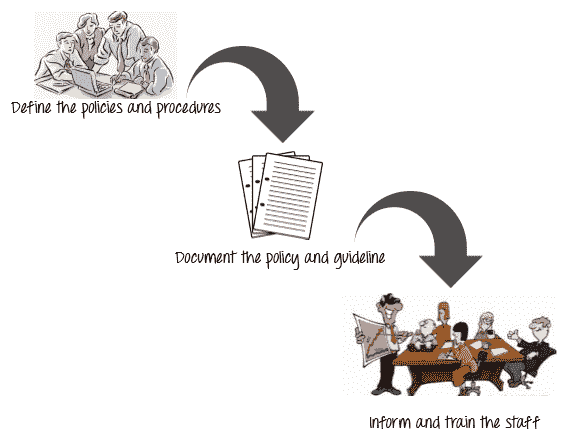 Define the policies and procedures
Document the policy and guideline
Inform and train the staff